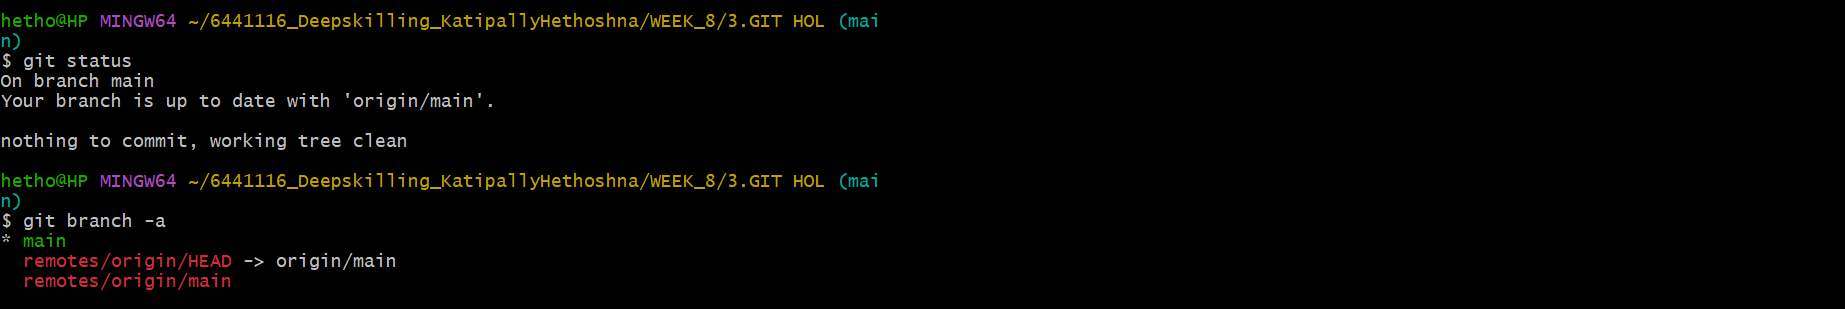 hetho@HP MINGW64 ~/6441116_Deepskilling_KatipallyHethoshna/WEEK_8/3.GIT HOL (mai
n)
$ git status
On branch main
Your branch is up to date with 'origin/main'.
nothing to commit, working tree clean
hetho@HP MINGW64 ~/6441116_Deepskilling_KatipallyHethoshna/WEEK_8/3.GIT HOL (mai
n)
$ git branch -a
* main
  remotes/origin/HEAD -> origin/main
  remotes/origin/main